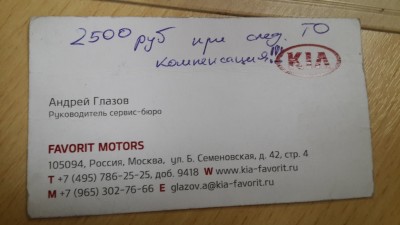 2500 руб при след. ТО
компенсация!!!
KIA
Андрей Глазов
Руководитель сервис-бюро
FAVORIT MOTORS
105094, Россия, Москва, ул. Б. Семеновская, д. 42, стр. 4
T +7 (495) 786-25-25, доб. 9418 W www.kia-favorit.ru
M +7 (965) 302-76-66 E glazov.a@kia-favorit.ru